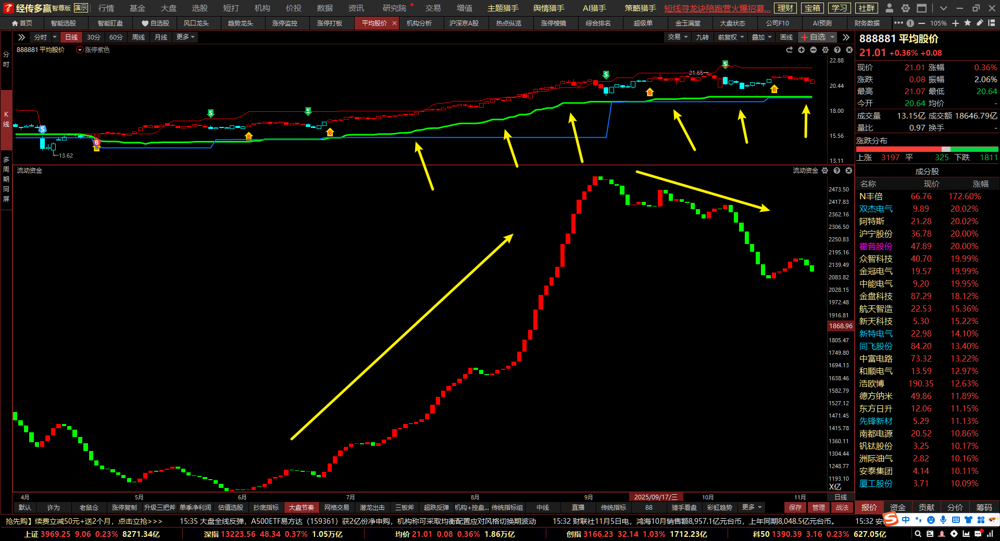 经传多赢 智尊版 演示 行情 基金 大盘 选股 短打 机构 价投 数据 资讯 研究院 交易 增值 主题猎手 舆情猎手 AI猎手 策略猎手 短线寻龙诀陪跑营火爆招募... 理财 宝箱 学习 社群
首页 智能选股 智能盯盘 自选股 风口龙头 趋势龙头 涨停监控 涨停打板 平均股价 机构分析 沪深京A股 热点纵览 涨停棱镜 综合排名 超级单 金玉满堂 大盘状态 公司F10 AI预测 财务数据 105%
分时 日线 30分 60分 周线 月线 更多 交易 九转 前复权 叠加 画线 自选
分时
K线
多周期同屏
888881 平均股价 涨停紫色
S
B
S
B
S
B
S
B
S
B
13.62
21.65
22.88
20.44
18.00
15.56
13.11
流动资金
流动资金
2473.50
2417.83
2362.16
2306.50
2250.83
2195.16
2139.49
2083.82
2028.15
1972.48
1916.81
1868.96
1805.47
1749.80
1694.13
1638.46
1582.79
1527.12
1471.45
1415.78
1360.11
1304.44
1248.77
1193.10
X亿
4月 5月 6月 7月 8月 9月 2025/09/17/三 10月 11月 日线
默认 许为 老鼠仓 涨停复制 升级三把斧 单季净利润 估值选股 抄底指标 大盘节奏 网格交易 潜龙出击 三板斧 超跌反弹 机构+控盘... 传统指标组 中线 直播 传统指标 88 猎手看盘 彩虹趋势 更多 保存 管理 战法
888881 平均股价
21.01 +0.36% +0.08
现价 21.01 涨幅 0.36%
涨跌 0.08 振幅 2.06%
最高 21.07 最低 20.64
今开 20.64 均价 -
成交量 13.15亿 成交额 18646.79亿
量比 0.97 换手 -
涨跌分布
上涨 3197 平 325 下跌 1811
成分股
名称 现价 涨幅
N丰倍 66.76 172.60%
双杰电气 9.89 20.02%
阿特斯 21.28 20.02%
沪宁股份 36.78 20.00%
霍普股份 47.89 20.00%
众智科技 40.70 19.99%
金冠电气 19.57 19.99%
中能电气 9.20 19.95%
金盘科技 87.29 18.12%
航天智造 22.53 15.36%
新天科技 5.30 15.22%
新特电气 22.98 14.10%
同飞股份 84.20 13.40%
中富电路 73.32 13.22%
和顺电气 13.59 12.97%
浩欧博 190.35 12.63%
德方纳米 49.86 11.89%
东方日升 12.06 11.15%
先锋新材 5.29 11.13%
南都电源 20.52 10.86%
钒钛股份 3.25 10.17%
洲际油气 2.82 10.16%
安泰集团 4.14 10.11%
厦工股份 3.71 10.09%
报价 资金 贡献 分价 筹码
抢先购】续费立减50元+送2个月，点击立抢>>> 15:35 大盘全线反弹，A500ETF易方达（159361）获2亿份净申购，机构称可采取均衡配置应对风格切换期波动 15:32 财联社11月5日电，鸿海10月销售额8,957.1亿元台币，上年同期8,048.5亿元台币。 15:32 安
S 中
上证 3969.25 9.06 0.23% 8271.34亿 深指 13223.56 48.34 0.37% 1.05万亿 均价 21.01 0.08 0.36% 1.86万亿 创指 3166.23 32.14 1.03% 1712.23亿 科50 1390.39 3.16 0.23% 627.05亿